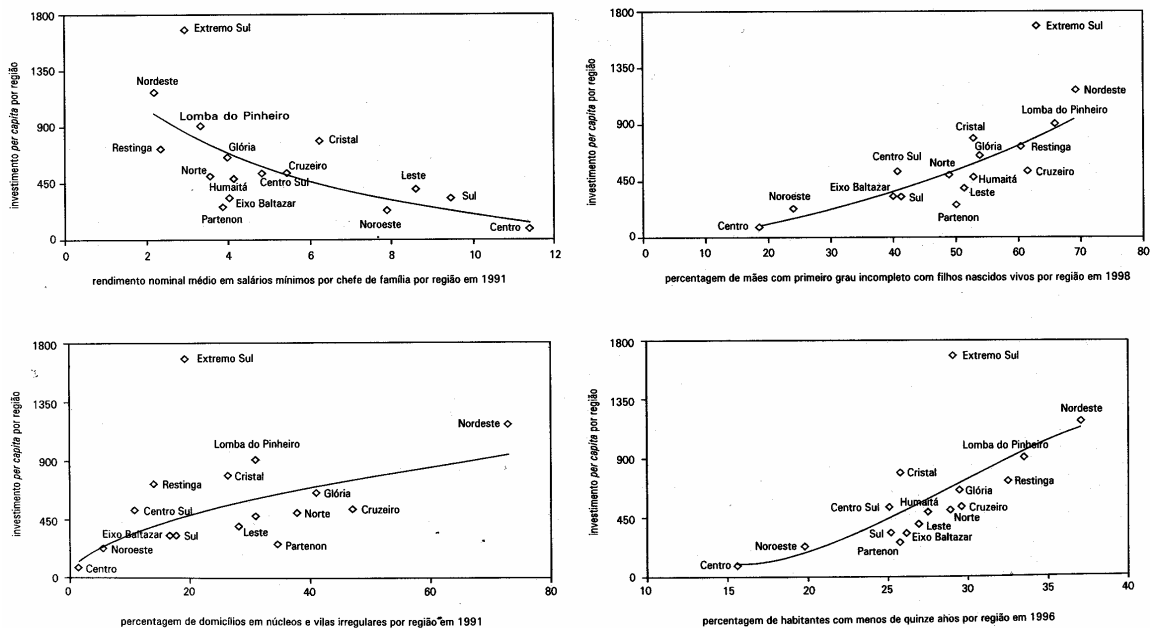 investimento per capita por região
1800
1350
900
450
0
Extremo Sul
Nordeste
Lomba do Pinheiro
Cristal
Restinga
Glória
Cruzeiro
Norte
Centro Sul
Humaitá
Eixo Baltazar
Partenon
Leste
Sul
Noroeste
Centro
0 2 4 6 8 10 12
rendimento nominal médio em salários mínimos por chefe de família por região em 1991
investimento per capita por região
1800
1350
900
450
0
Extremo Sul
Nordeste
Lomba do Pinheiro
Cristal
Glória
Restinga
Centro Sul
Norte
Cruzeiro
Humaitá
Eixo Baltazar
Leste
Sul
Noroeste
Partenon
Centro
0 10 20 30 40 50 60 70 80
percentagem de mães com primeiro grau incompleto com filhos nascidos vivos por região em 1998
investimento per capita por região
1800
1350
900
450
0
Extremo Sul
Nordeste
Lomba do Pinheiro
Cristal
Restinga
Glória
Centro Sul
Norte
Cruzeiro
Eixo Baltazar
Sul
Leste
Noroeste
Partenon
Centro
0 20 40 60 80
percentagem de domicílios em núcleos e vilas irregulares por região em 1991
investimento per capita por região
1800
1350
900
450
0
Extremo Sul
Nordeste
Lomba do Pinheiro
Cristal
Restinga
Glória
Centro Sul
Humaitá
Cruzeiro
Norte
Leste
Sul
Eixo Baltazar
Noroeste
Partenon
Centro
10 15 20 25 30 35 40
percentagem de habitantes com menos de quinze años por região em 1996